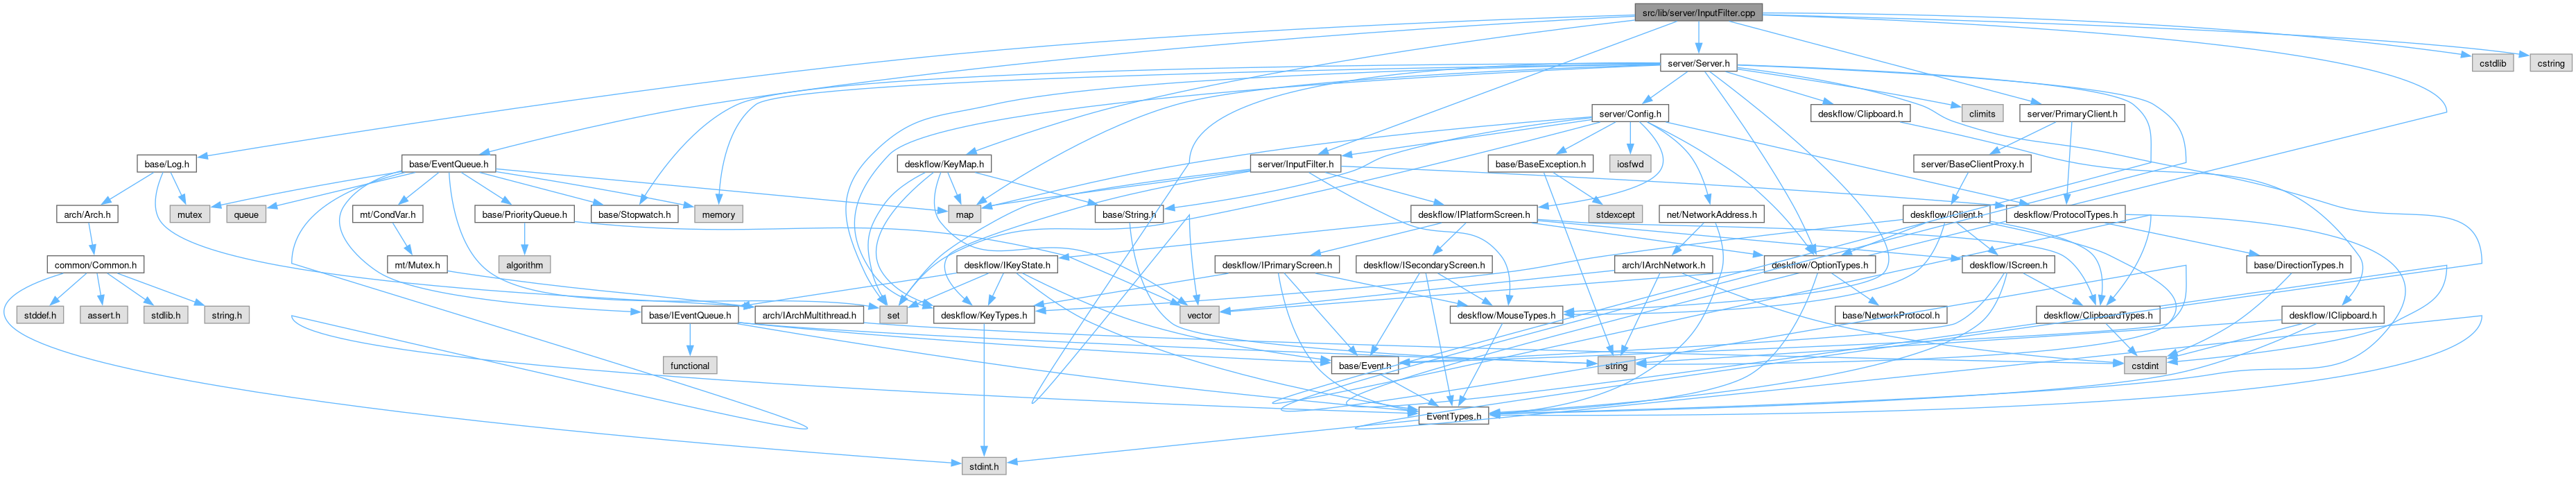 src/lib/server/InputFilter.cpp
server/Server.h
cstdlib
cstring
server/Config.h
deskflow/Clipboard.h
climits
server/PrimaryClient.h
base/Log.h
base/EventQueue.h
deskflow/KeyMap.h
server/InputFilter.h
base/BaseException.h
iosfwd
server/BaseClientProxy.h
arch/Arch.h
mutex
queue
mt/CondVar.h
base/PriorityQueue.h
base/Stopwatch.h
memory
map
base/String.h
deskflow/IPlatformScreen.h
stdexcept
net/NetworkAddress.h
deskflow/IClient.h
deskflow/ProtocolTypes.h
common/Common.h
mt/Mutex.h
algorithm
deskflow/IKeyState.h
deskflow/IPrimaryScreen.h
deskflow/ISecondaryScreen.h
arch/IArchNetwork.h
deskflow/OptionTypes.h
deskflow/IScreen.h
base/DirectionTypes.h
stddef.h
assert.h
stdlib.h
string.h
base/IEventQueue.h
arch/IArchMultithread.h
set
deskflow/KeyTypes.h
vector
deskflow/MouseTypes.h
base/NetworkProtocol.h
deskflow/ClipboardTypes.h
deskflow/IClipboard.h
functional
base/Event.h
string
cstdint
EventTypes.h
stdint.h